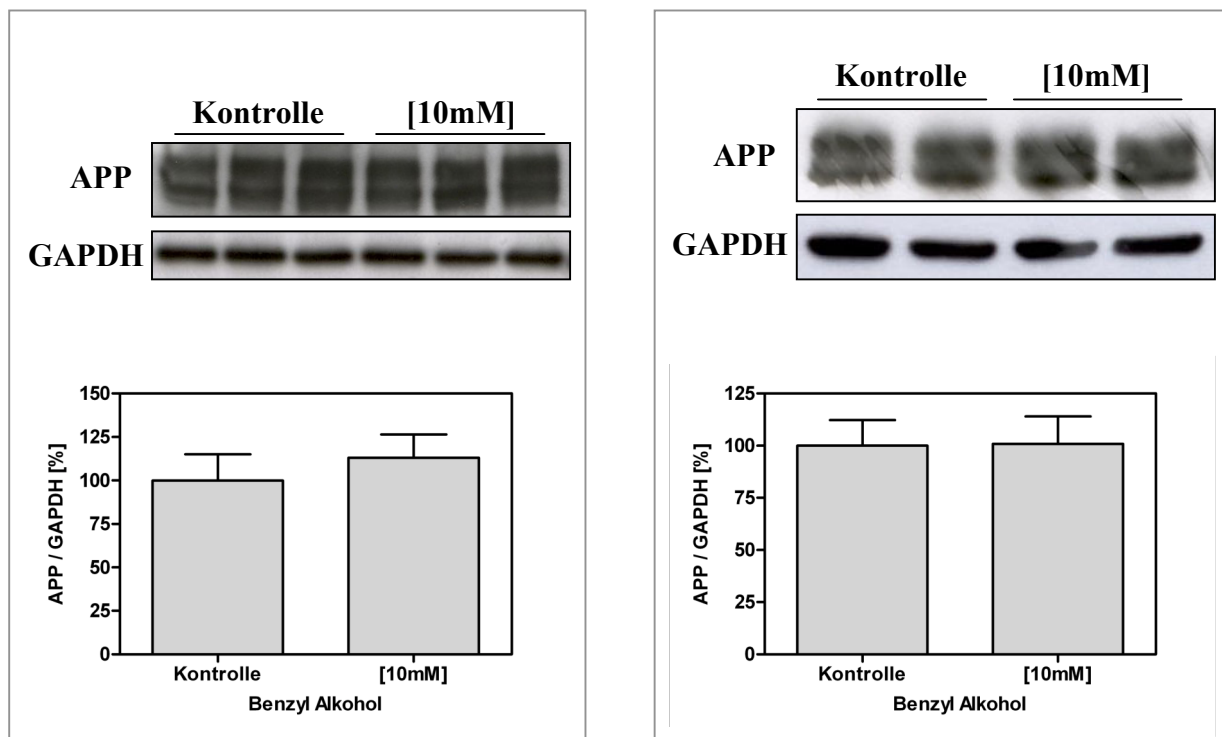 Kontrolle [10mM]
APP
GAPDH
150
125
100
75
50
25
0
APP / GAPDH [%]
Kontrolle [10mM]
Benzyl Alkohol
Kontrolle [10mM]
APP
GAPDH
125
100
75
50
25
0
APP / GAPDH [%]
Kontrolle [10mM]
Benzyl Alkohol